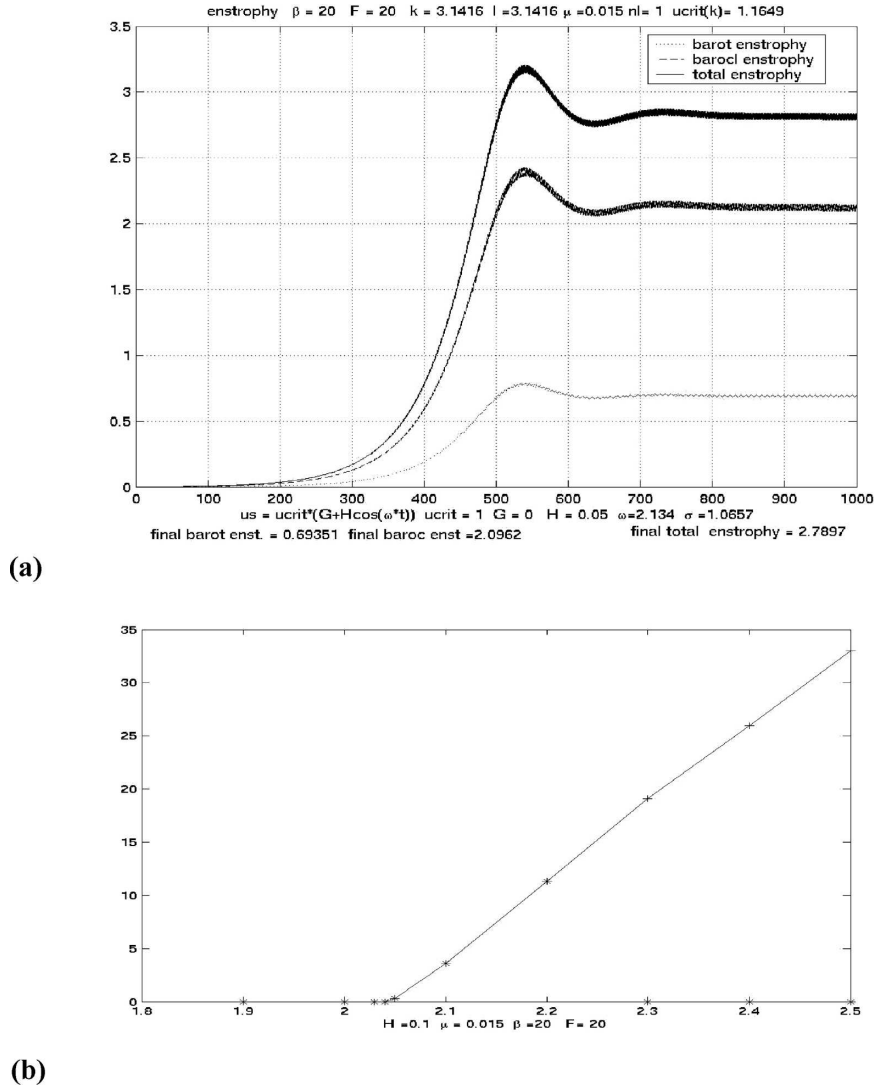 enstrophy β = 20 F = 20 k = 3.1416 l =3.1416 μ =0.015 nl= 1 ucrit(k) = 1.1649
3.5
barot enstrophy
barocl enstrophy
total enstrophy
3
2.5
2
1.5
1
0.5
0
0 100 200 300 400 500 600 700 800 900 1000
us = ucrit*(G+Hcos(ω*t)) ucrit = 1 G = 0 H = 0.05 ω=2.134 σ =1.0657
final barot enst. = 0.69351 final baroc enst =2.0962 final total enstrophy = 2.7897
(a)
35
30
25
20
15
10
5
0
1.8 1.9 2 2.1 2.2 2.3 2.4 2.5
H =0.1 μ = 0.015 β =20 F= 20
(b)